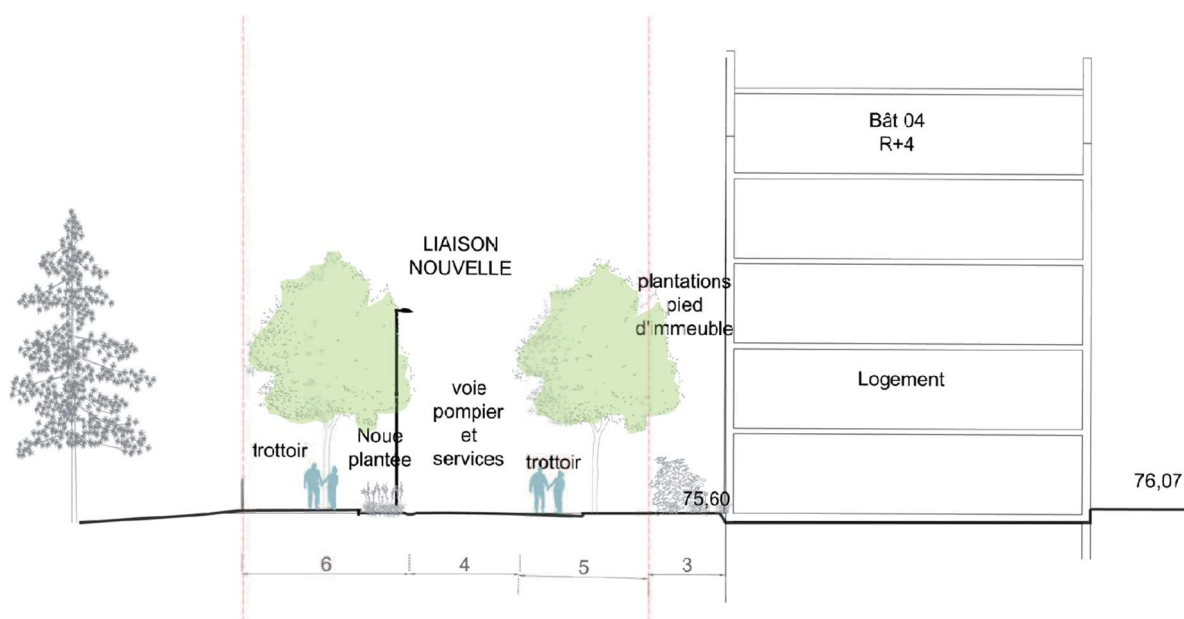 Bât 04
R+4
LIAISON
NOUVELLE
plantations
pied
d'immeuble
Logement
voie
pompier
et
services
trottoir
Noue
plantée
trottoir
75,60
76,07
6
4
5
3